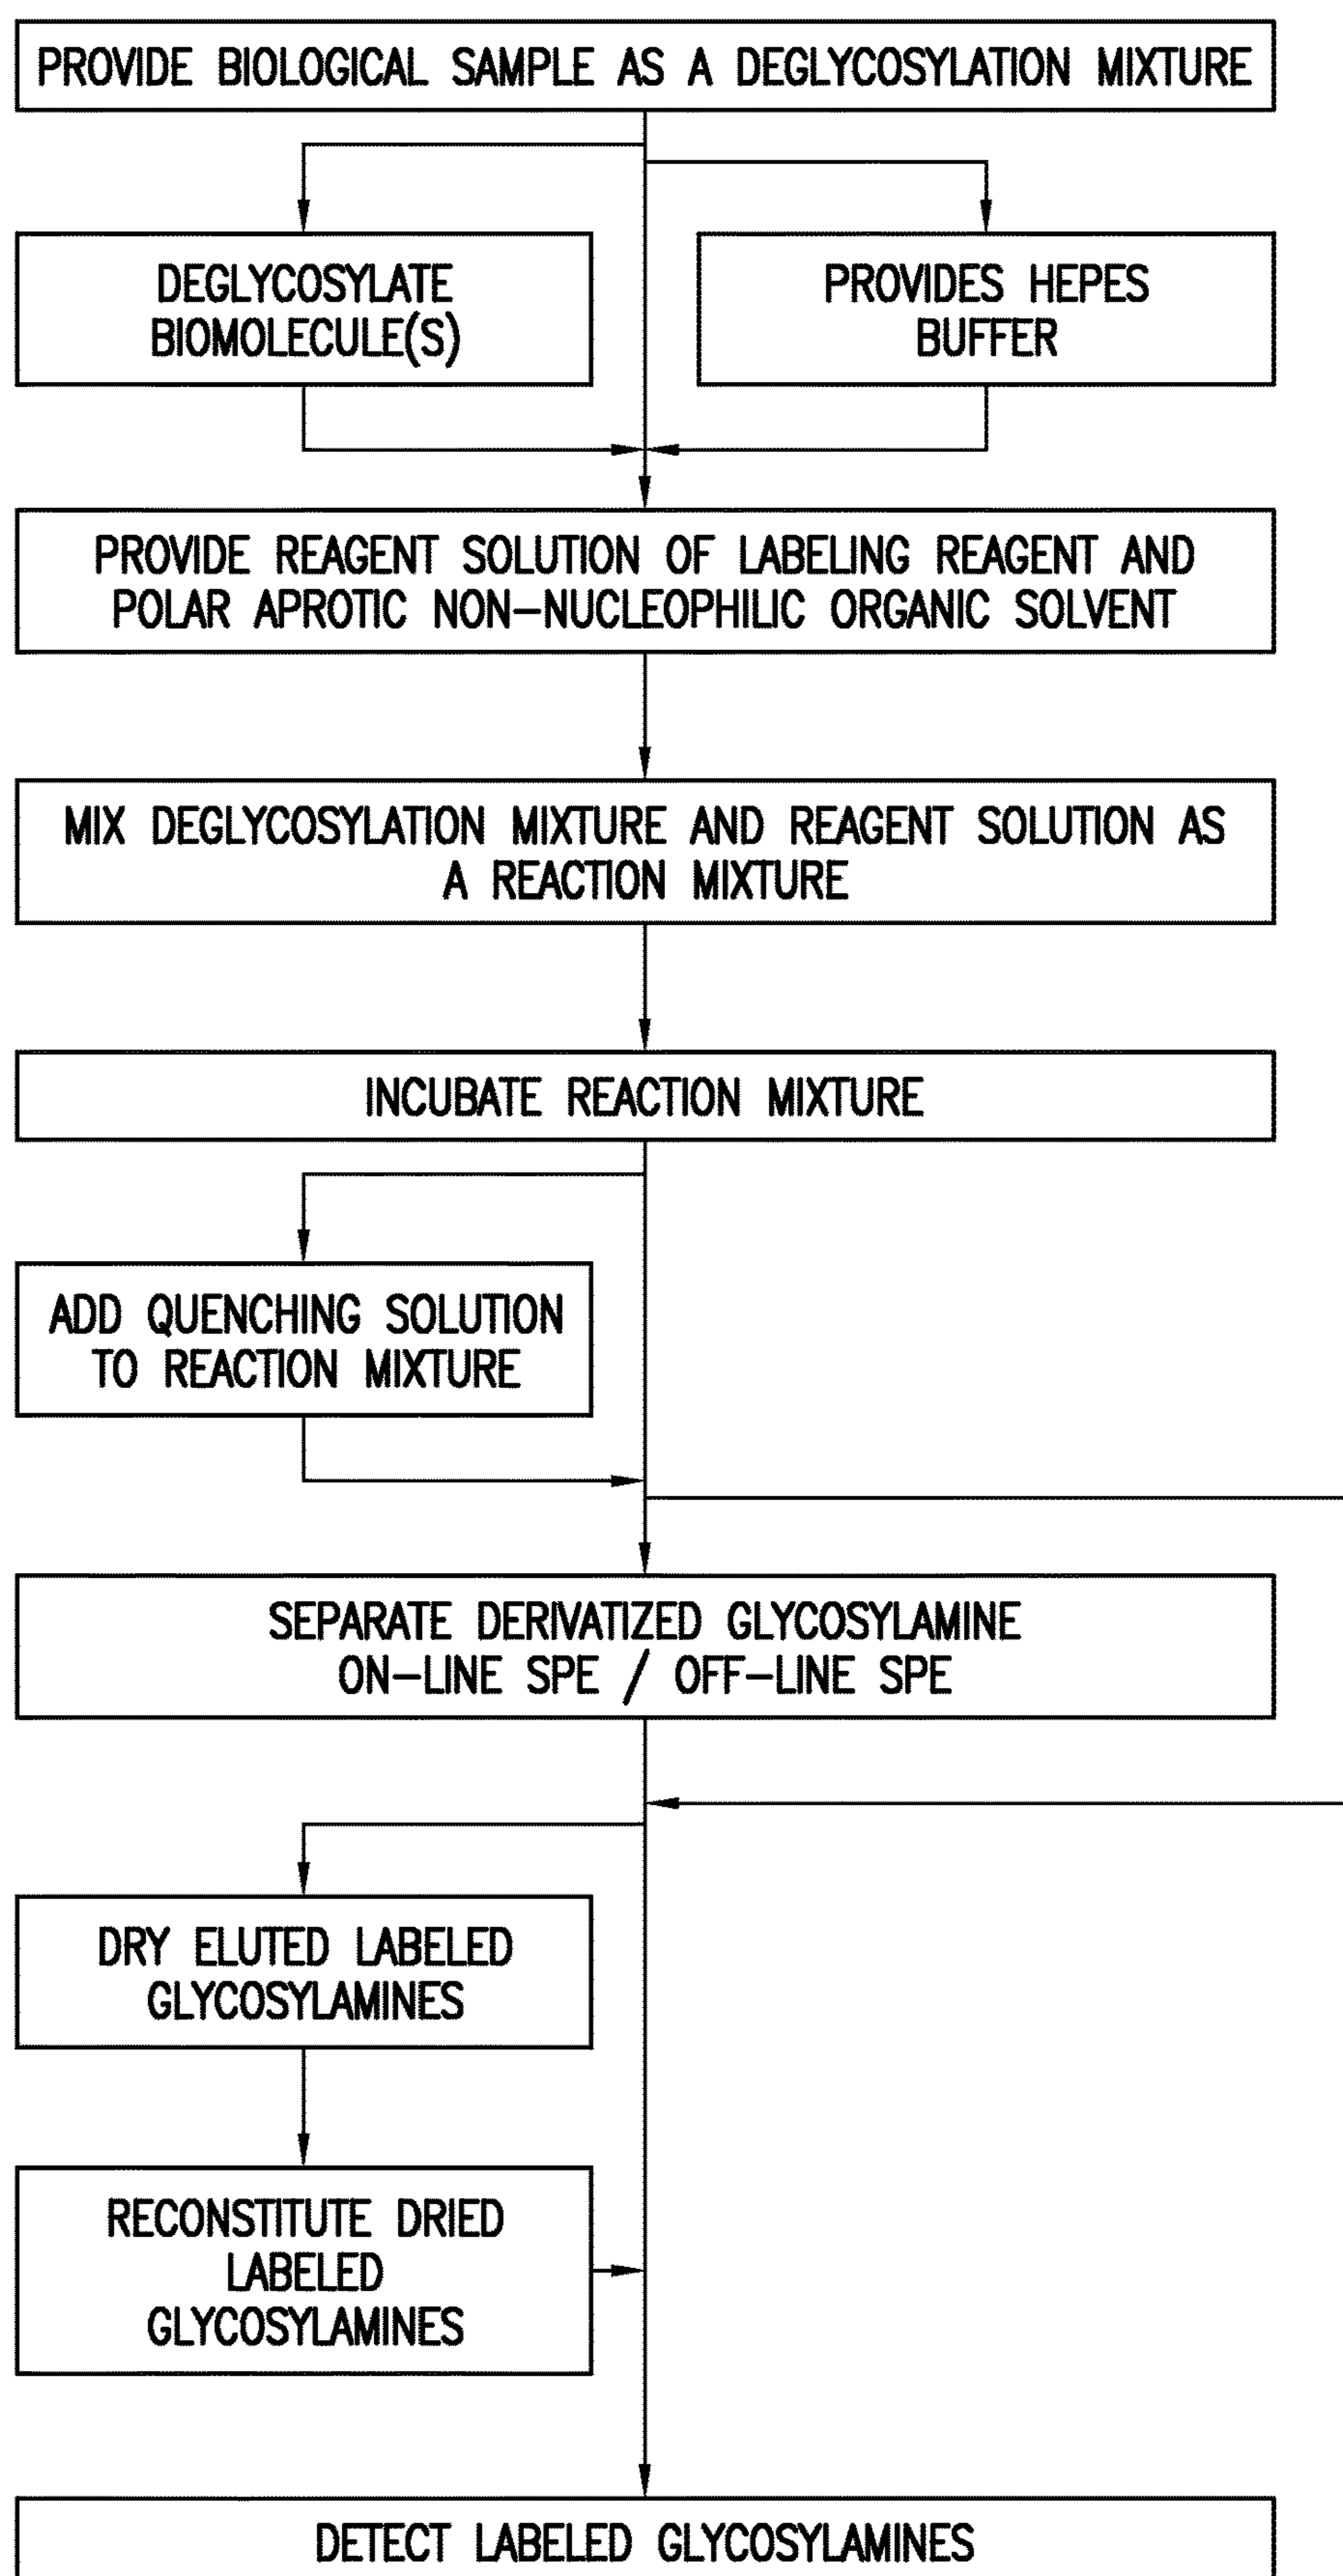 PROVIDE BIOLOGICAL SAMPLE AS A DEGLYCOSYLATION MIXTURE
DEGLYCOSYLATE
BIOMOLECULE(S)
PROVIDES HEPES
BUFFER
PROVIDE REAGENT SOLUTION OF LABELING REAGENT AND
POLAR APROTIC NON-NUCLEOPHILIC ORGANIC SOLVENT
MIX DEGLYCOSYLATION MIXTURE AND REAGENT SOLUTION AS
A REACTION MIXTURE
INCUBATE REACTION MIXTURE
ADD QUENCHING SOLUTION
TO REACTION MIXTURE
SEPARATE DERIVATIZED GLYCOSYLAMINE
ON-LINE SPE / OFF-LINE SPE
DRY ELUTED LABELED
GLYCOSYLAMINES
RECONSTITUTE DRIED
LABELED
GLYCOSYLAMINES
DETECT LABELED GLYCOSYLAMINES